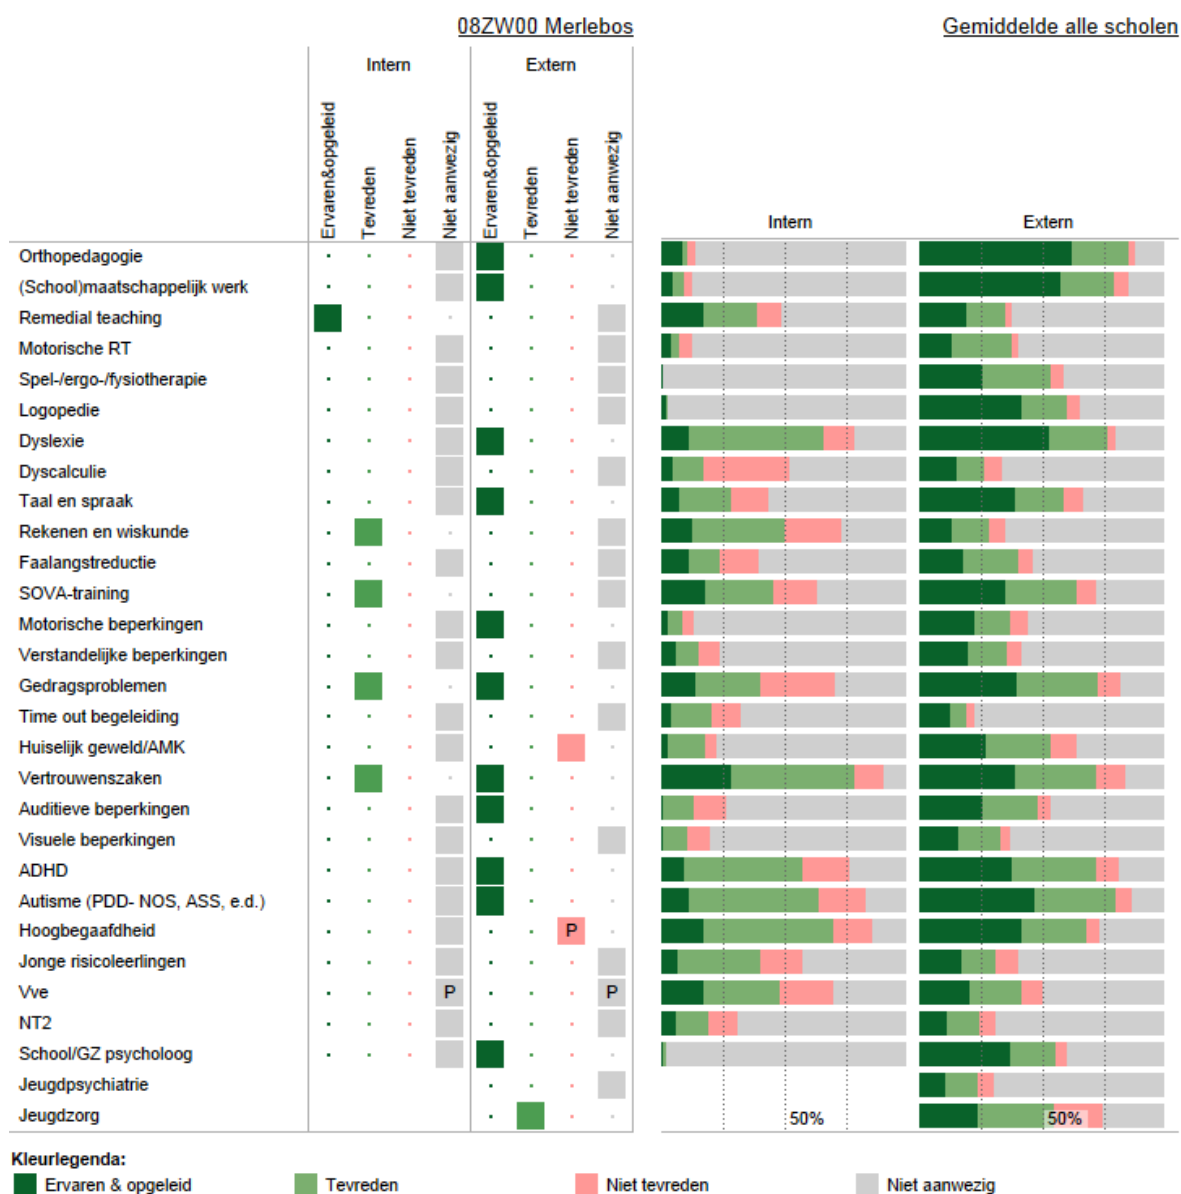 08ZW00 Merlebos
Gemiddelde alle scholen
Intern
Extern
Ervaren&opgeleid
Tevreden
Niet tevreden
Niet aanwezig
Ervaren&opgeleid
Tevreden
Niet tevreden
Niet aanwezig
Intern
Extern
Orthopedagogie
(School)maatschappelijk werk
Remedial teaching
Motorische RT
Spel-/ergo-/fysiotherapie
Logopedie
Dyslexie
Dyscalculie
Taal en spraak
Rekenen en wiskunde
Faalangstreductie
SOVA-training
Motorische beperkingen
Verstandelijke beperkingen
Gedragsproblemen
Time out begeleiding
Huiselijk geweld/AMK
Vertrouwenszaken
Auditieve beperkingen
Visuele beperkingen
ADHD
Autisme (PDD- NOS, ASS, e.d.)
Hoogbegaafdheid P
Jonge risicoleerlingen
Vve P P
NT2
School/GZ psycholoog
Jeugdpsychiatrie
Jeugdzorg 50% 50%
Kleurlegenda:
Ervaren & opgeleid Tevreden Niet tevreden Niet aanwezig